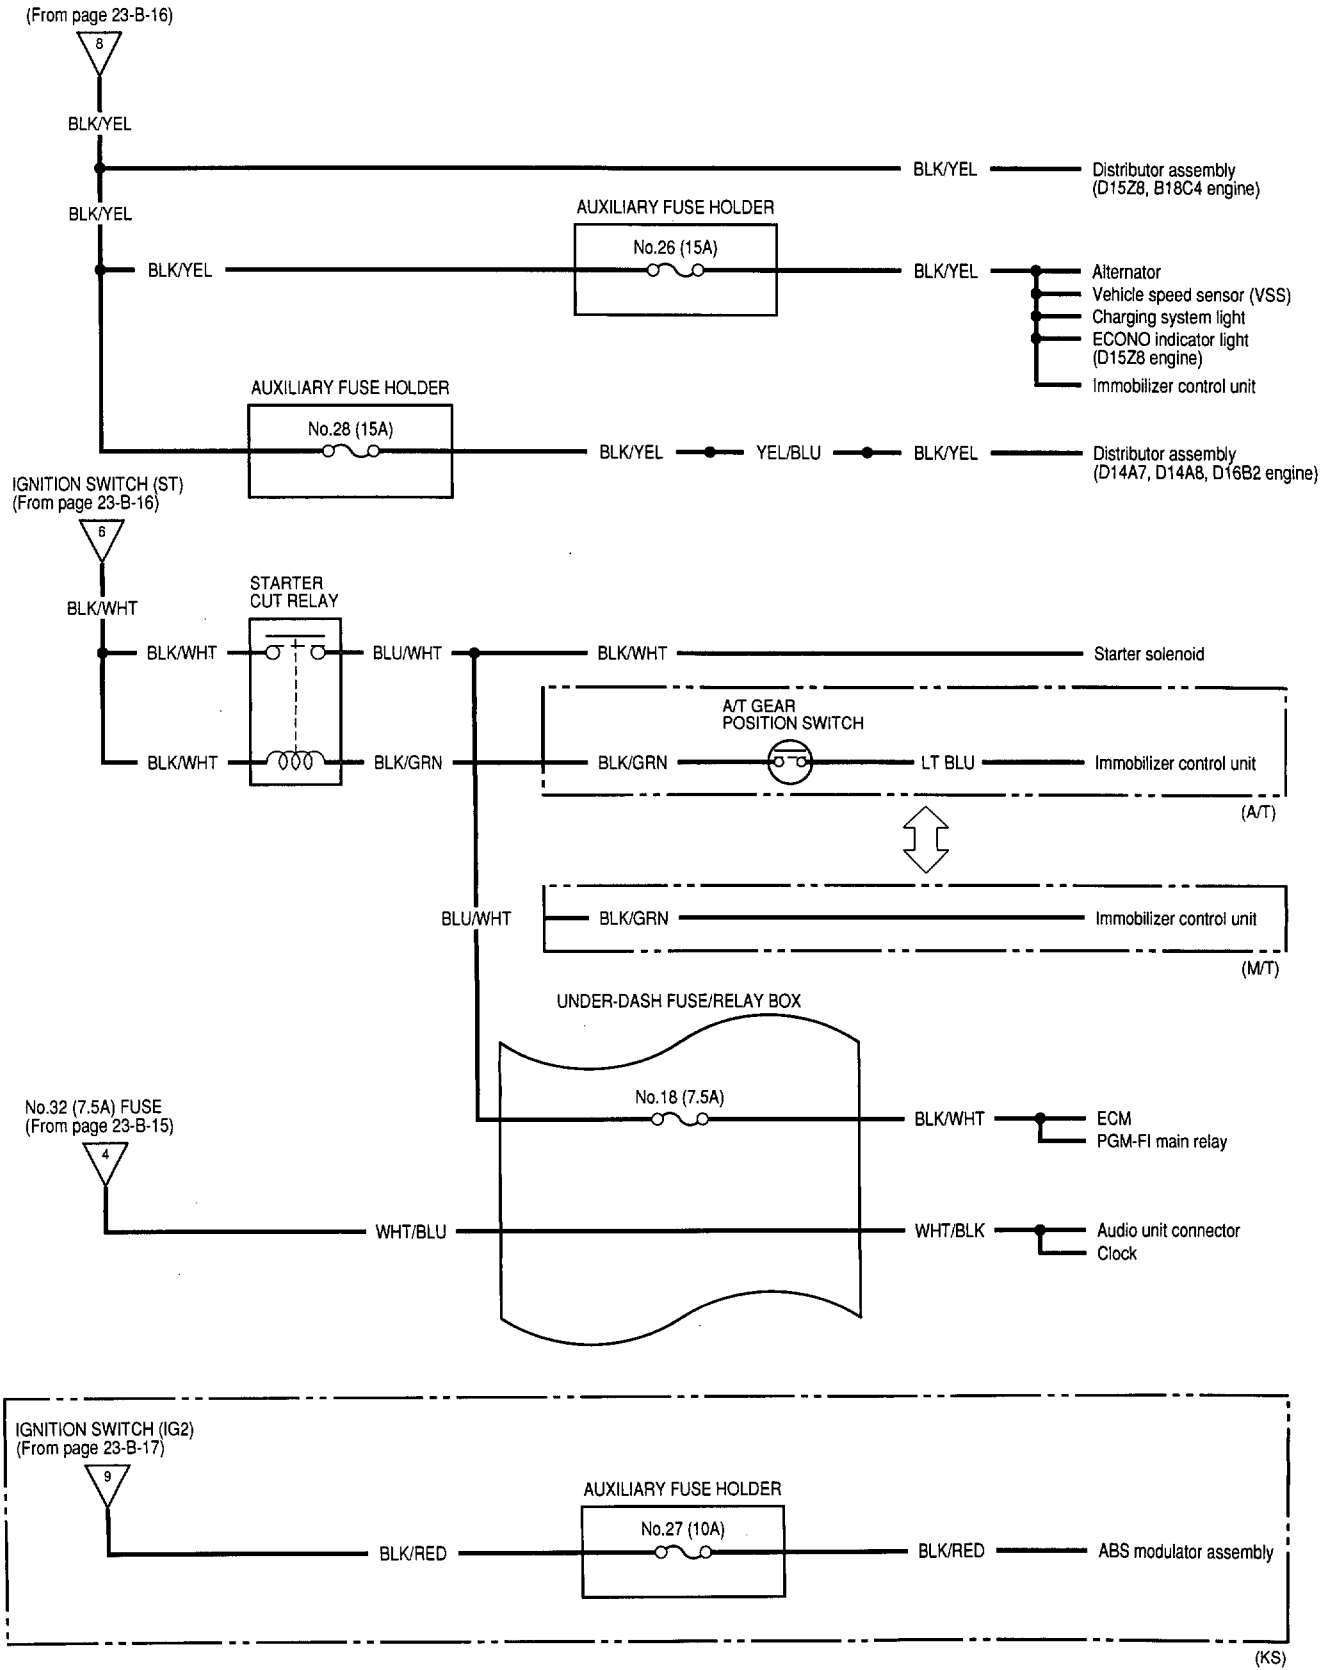 (From page 23-B-16)
8
BLK/YEL
BLK/YEL
Distributor assembly
(D15Z8, B18C4 engine)
BLK/YEL
AUXILIARY FUSE HOLDER
No.26 (15A)
BLK/YEL
BLK/YEL
Alternator
Vehicle speed sensor (VSS)
Charging system light
ECONO indicator light
(D15Z8 engine)
Immobilizer control unit
AUXILIARY FUSE HOLDER
No.28 (15A)
BLK/YEL
YEL/BLU
BLK/YEL
Distributor assembly
(D14A7, D14A8, D16B2 engine)
IGNITION SWITCH (ST)
(From page 23-B-16)
6
BLK/WHT
STARTER
CUT RELAY
BLK/WHT
BLU/WHT
BLK/WHT
Starter solenoid
A/T GEAR
POSITION SWITCH
BLK/WHT
BLK/GRN
BLK/GRN
LT BLU
Immobilizer control unit
(A/T)
BLU/WHT
BLK/GRN
Immobilizer control unit
(M/T)
UNDER-DASH FUSE/RELAY BOX
No.18 (7.5A)
BLK/WHT
ECM
PGM-FI main relay
No.32 (7.5A) FUSE
(From page 23-B-15)
4
WHT/BLU
WHT/BLK
Audio unit connector
Clock
IGNITION SWITCH (IG2)
(From page 23-B-17)
9
AUXILIARY FUSE HOLDER
No.27 (10A)
BLK/RED
BLK/RED
ABS modulator assembly
(KS)